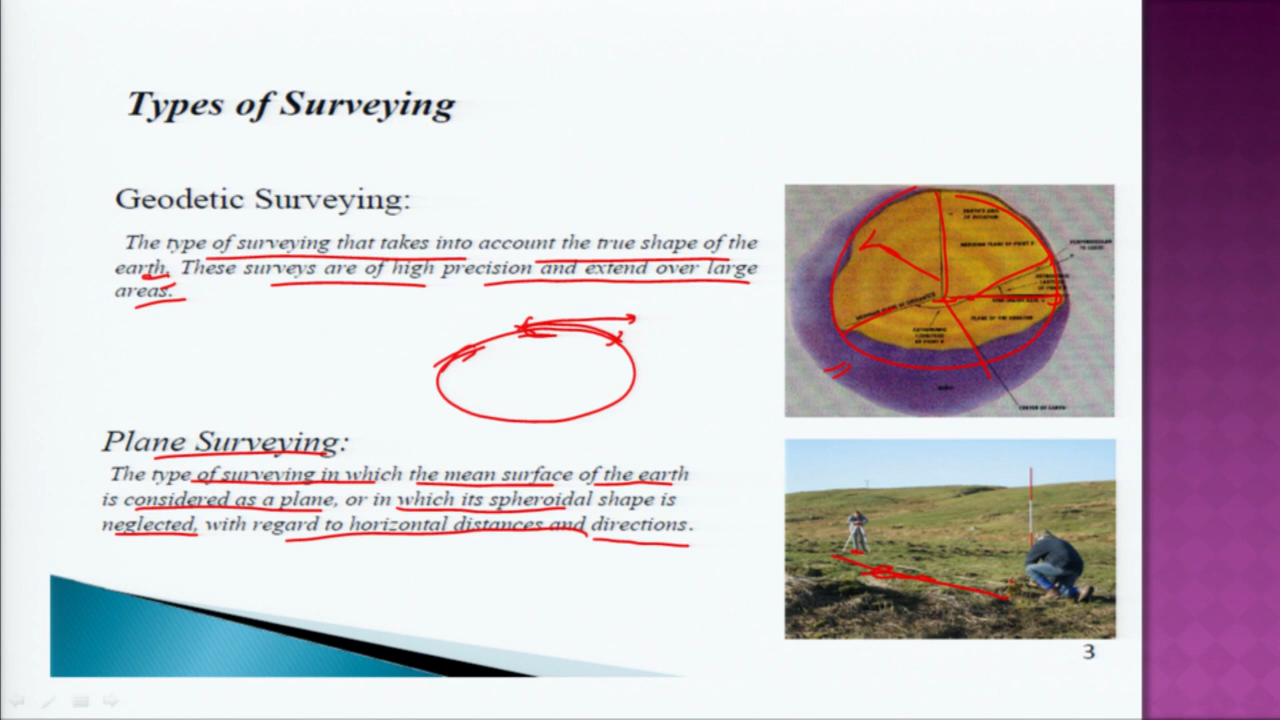 Types of Surveying
Geodetic Surveying:
The type of surveying that takes into account the true shape of the
earth. These surveys are of high precision and extend over large
areas.
Plane Surveying:
The type of surveying in which the mean surface of the earth
is considered as a plane, or in which its spheroidal shape is
neglected, with regard to horizontal distances and directions.
3